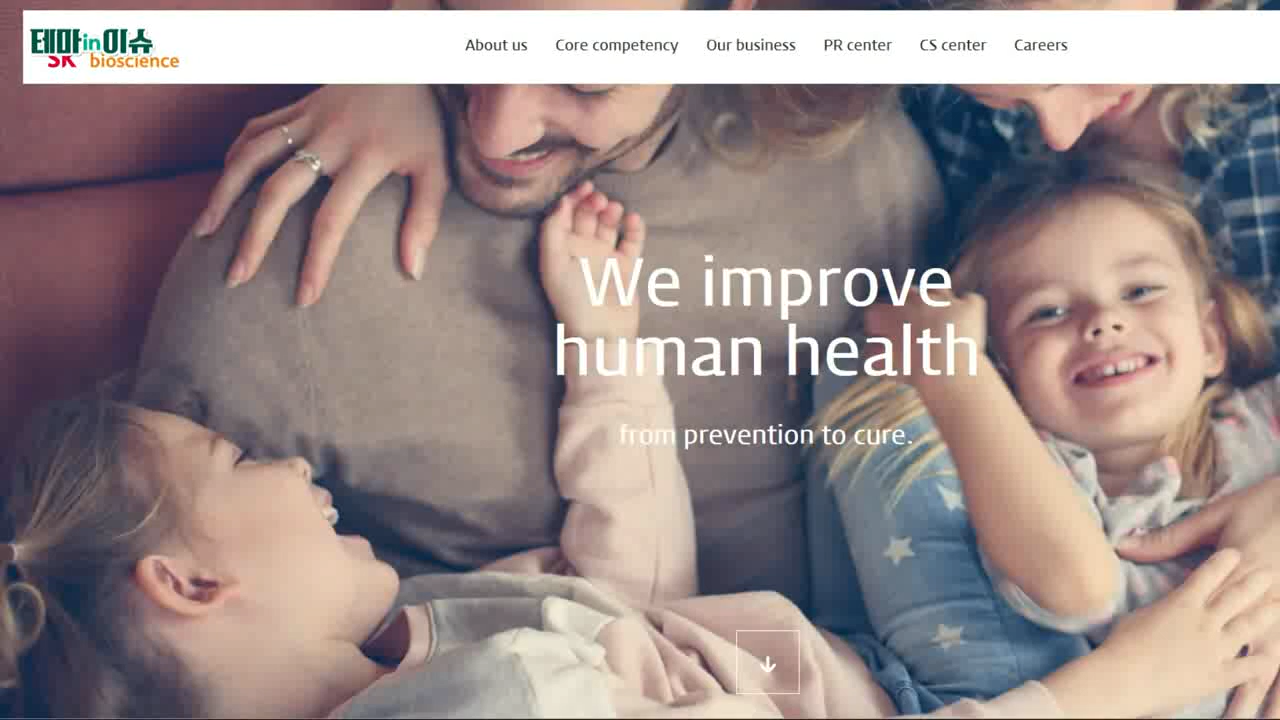 테마in이슈
SK bioscience
About us Core competency Our business PR center CS center Careers
We improve
human health
from prevention to cure.